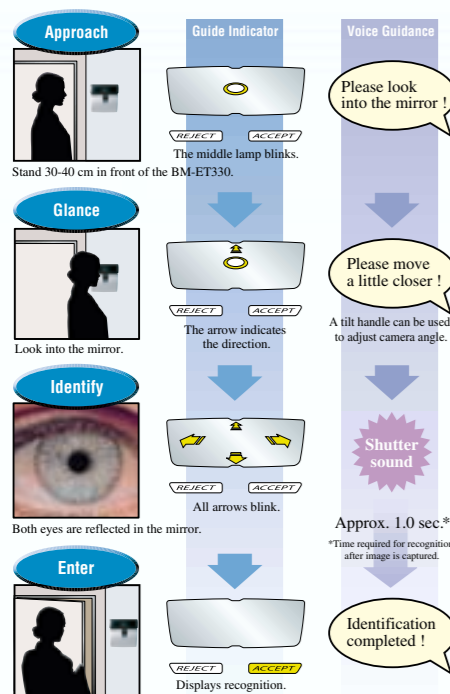 Approach
Guide Indicator
Voice Guidance
Please look
into the mirror !
REJECT
ACCEPT
The middle lamp blinks.
Stand 30-40 cm in front of the BM-ET330.
Glance
Please move
a little closer !
REJECT
ACCEPT
The arrow indicates
the direction.
A tilt handle can be used
to adjust camera angle.
Look into the mirror.
Identify
Shutter
sound
REJECT
ACCEPT
All arrows blink.
Both eyes are reflected in the mirror.
Approx. 1.0 sec.*
*Time required for recognition
after image is captured.
Enter
Identification
completed !
REJECT
ACCEPT
Displays recognition.